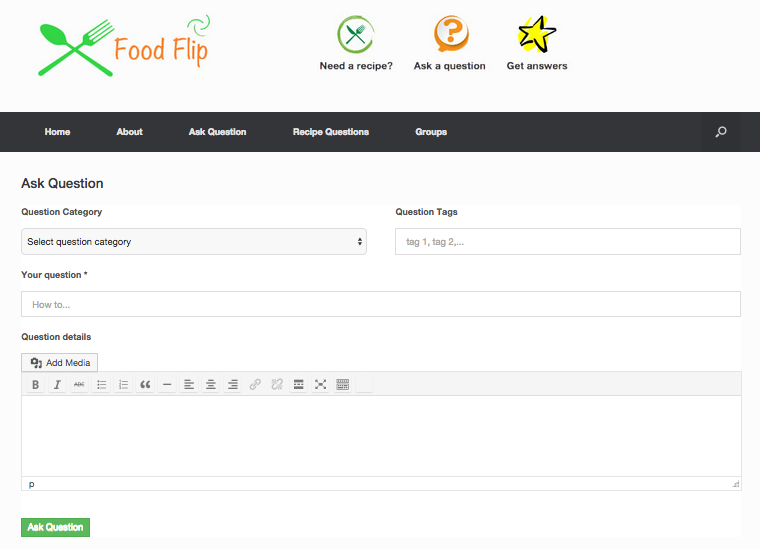 Food Flip
Need a recipe? Ask a question Get answers
Home About Ask Question Recipe Questions Groups
Ask Question
Question Category Question Tags
Select question category tag 1, tag 2,...
Your question *
How to...
Question details
Add Media
B I ABC
p
Ask Question